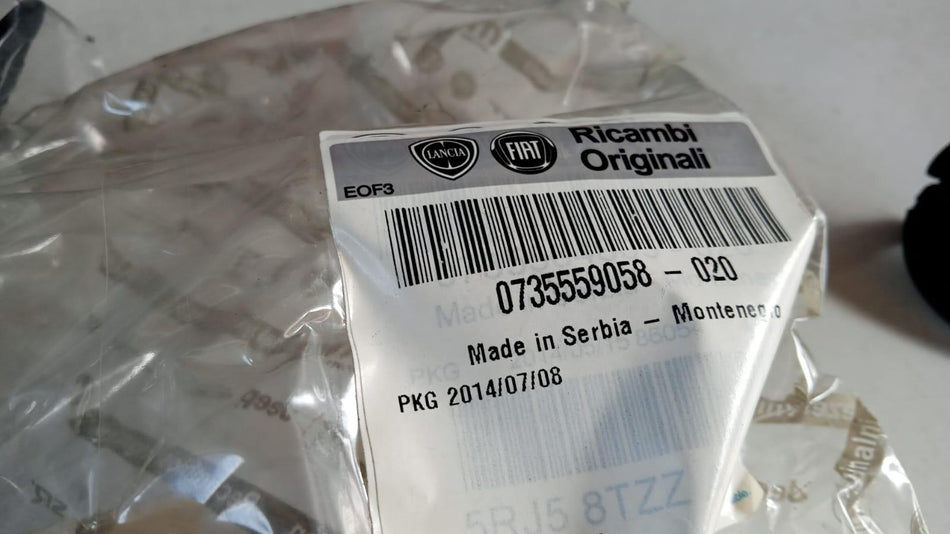 LANCIA FIAT Ricambi
Originali
EOF3
0735559058 - 020
Made in Serbia - Montenegro
PKG 2014/07/08
5RJ5 8TZZ